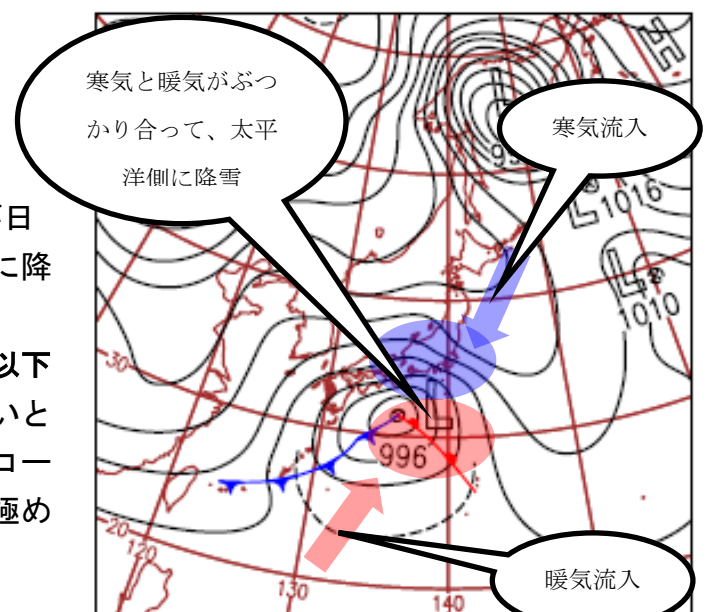 寒気と暖気がぶつ
かり合って、太平
洋側に降雪
寒気流入
日
に降
以下
いと
コー
極め
L
L
1016
L
1010
30
L
996
20
120
130
140
暖気流入